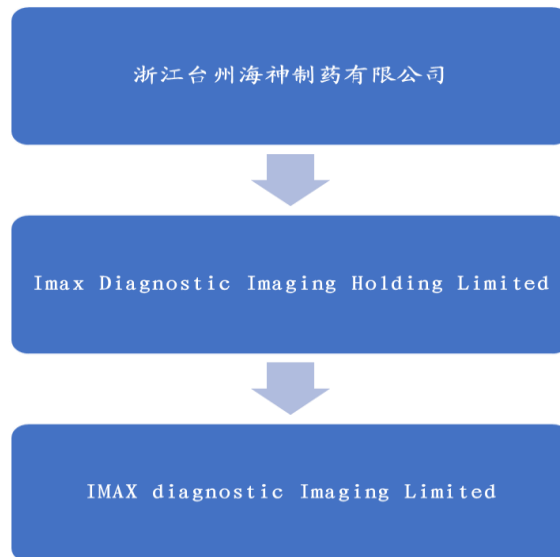 浙江台州海神制药有限公司
Imax Diagnostic Imaging Holding Limited
IMAX diagnostic Imaging Limited